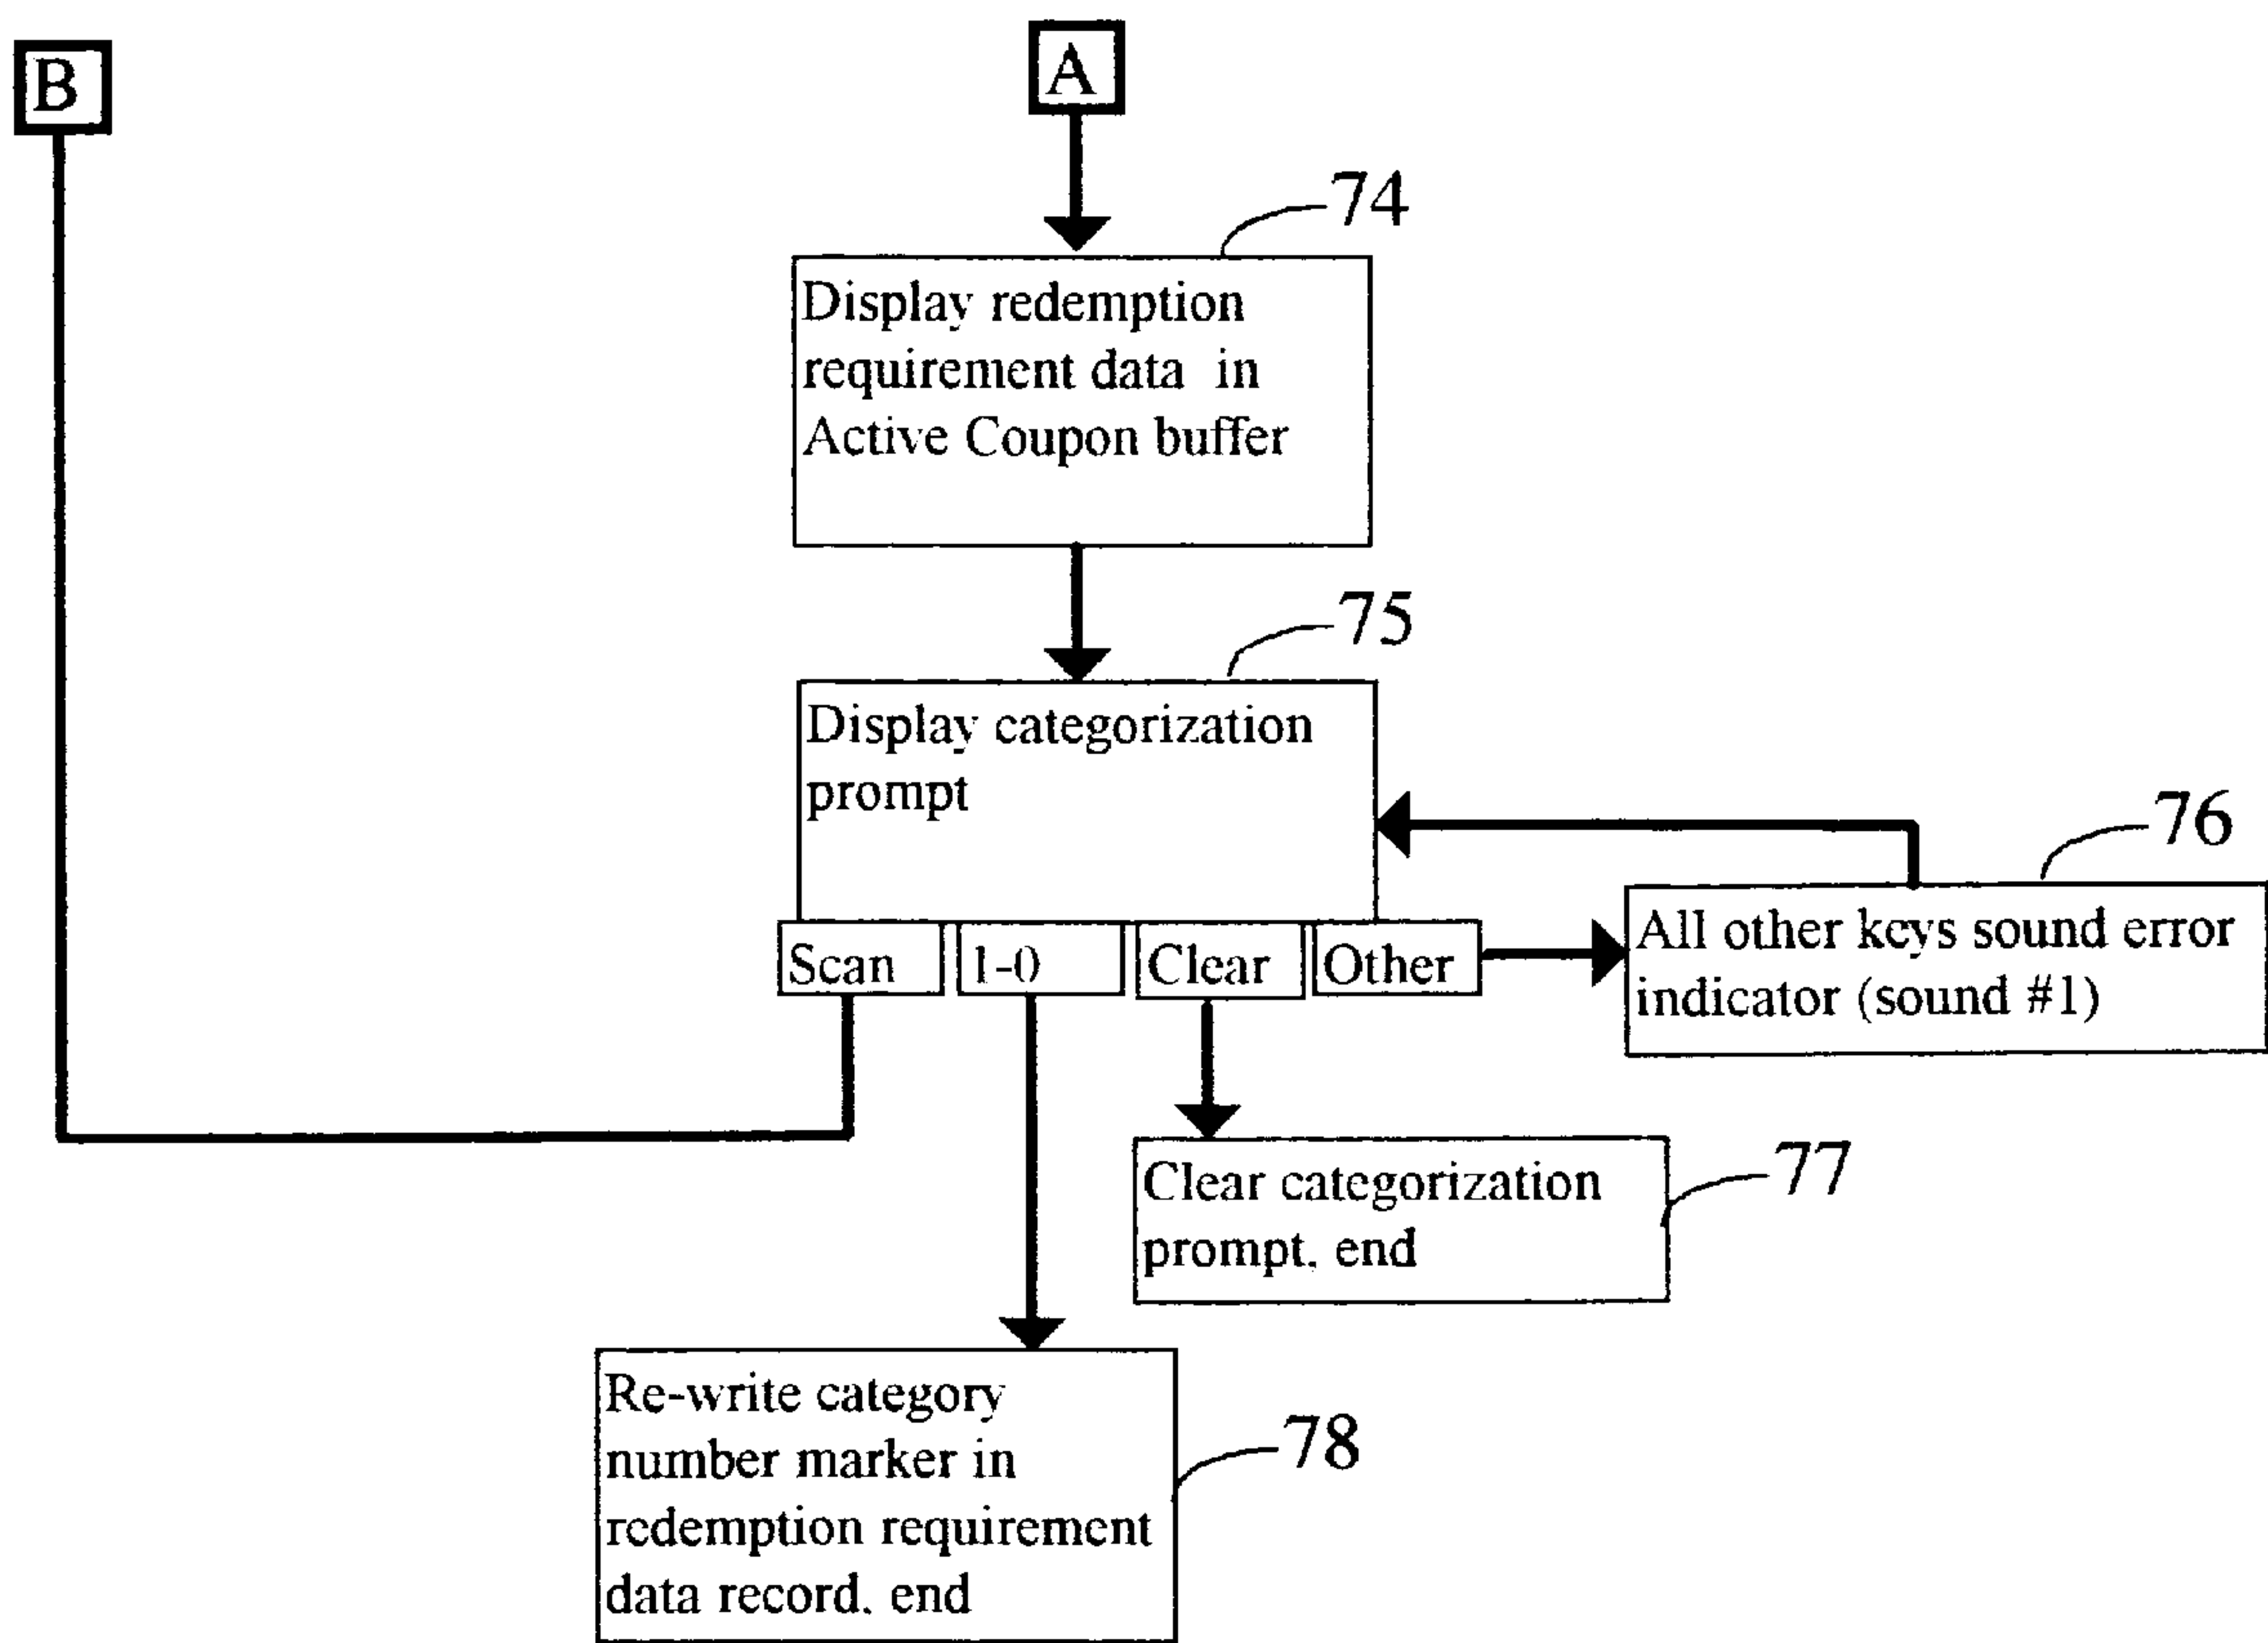 B
A
74
Display redemption
requirement data in
Active Coupon buffer
75
Display categorization
prompt
76
Scan
1-0
Clear
Other
All other keys sound error
indicator (sound #1)
77
Clear categorization
prompt, end
78
Re-write category
number marker in
redemption requirement
data record, end